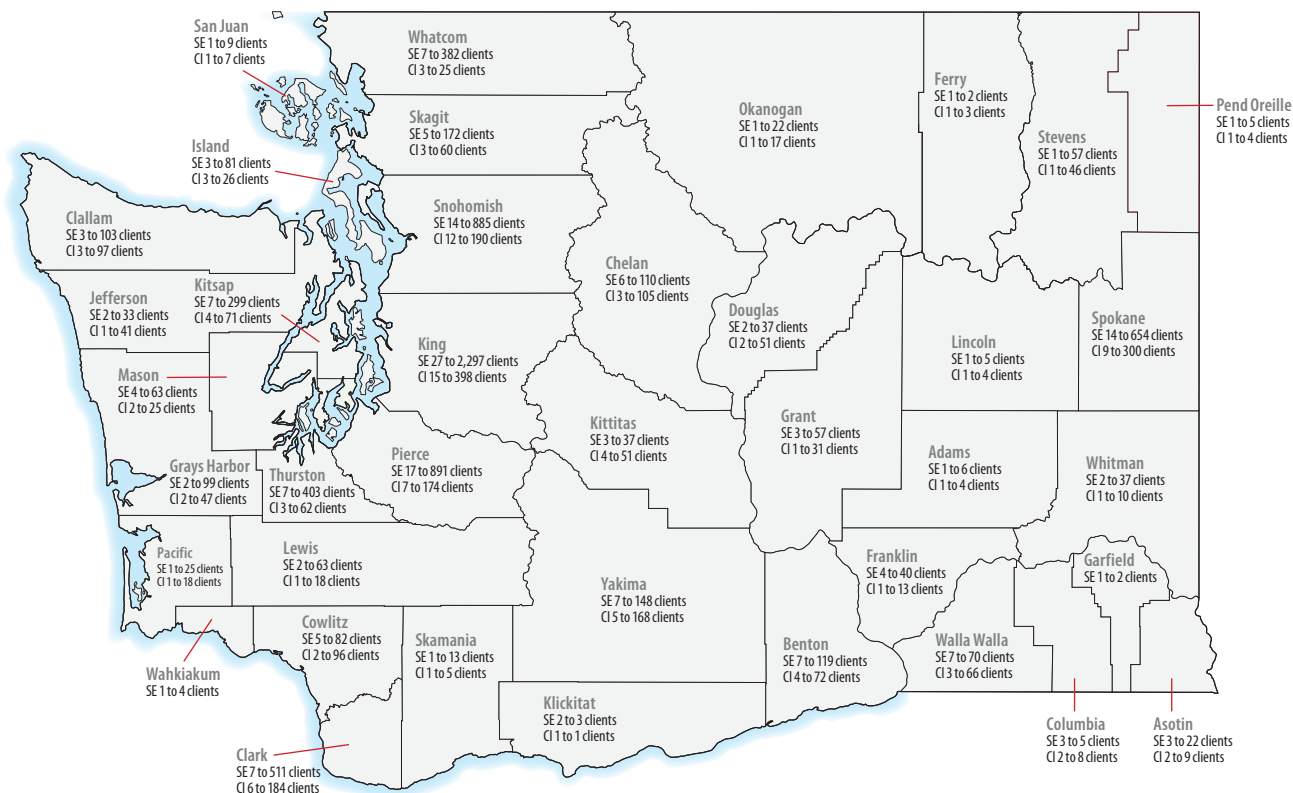 San Juan
SE 1 to 9 clients
CI 1 to 7 clients
Whatcom
SE 7 to 382 clients
CI 3 to 25 clients
Ferry
SE 1 to 2 clients
CI 1 to 3 clients
Okanogan
SE 1 to 22 clients
CI 1 to 17 clients
Pend Oreille
SE 1 to 5 clients
CI 1 to 4 clients
Skagit
SE 5 to 172 clients
CI 3 to 60 clients
Stevens
SE 1 to 57 clients
CI 1 to 46 clients
Island
SE 3 to 81 clients
CI 3 to 26 clients
Snohomish
SE 14 to 885 clients
CI 12 to 190 clients
Clallam
SE 3 to 103 clients
CI 3 to 97 clients
Chelan
SE 6 to 110 clients
CI 3 to 105 clients
Jefferson
SE 2 to 33 clients
CI 1 to 41 clients
Kitsap
SE 7 to 299 clients
CI 4 to 71 clients
Douglas
SE 2 to 37 clients
CI 2 to 51 clients
Spokane
SE 14 to 654 clients
CI 9 to 300 clients
King
SE 27 to 2,297 clients
CI 15 to 398 clients
Lincoln
SE 1 to 5 clients
CI 1 to 4 clients
Mason
SE 4 to 63 clients
CI 2 to 25 clients
Kittitas
SE 3 to 37 clients
CI 4 to 51 clients
Grant
SE 3 to 57 clients
CI 1 to 31 clients
Pierce
SE 17 to 891 clients
CI 7 to 174 clients
Adams
SE 1 to 6 clients
CI 1 to 4 clients
Whitman
SE 2 to 37 clients
CI 1 to 10 clients
Grays Harbor
SE 2 to 99 clients
CI 2 to 47 clients
Thurston
SE 7 to 403 clients
CI 3 to 62 clients
Pacific
SE 1 to 25 clients
CI 1 to 18 clients
Lewis
SE 2 to 63 clients
CI 1 to 18 clients
Franklin
SE 4 to 40 clients
CI 1 to 13 clients
Garfield
SE 1 to 2 clients
Yakima
SE 7 to 148 clients
CI 5 to 168 clients
Cowlitz
SE 5 to 82 clients
CI 2 to 96 clients
Skamania
SE 1 to 13 clients
CI 1 to 5 clients
Benton
SE 7 to 119 clients
CI 4 to 72 clients
Walla Walla
SE 7 to 70 clients
CI 3 to 66 clients
Wahkiakum
SE 1 to 4 clients
Klickitat
SE 2 to 3 clients
CI 1 to 1 clients
Columbia
SE 3 to 5 clients
CI 2 to 8 clients
Asotin
SE 3 to 22 clients
CI 2 to 9 clients
Clark
SE 7 to 511 clients
CI 6 to 184 clients